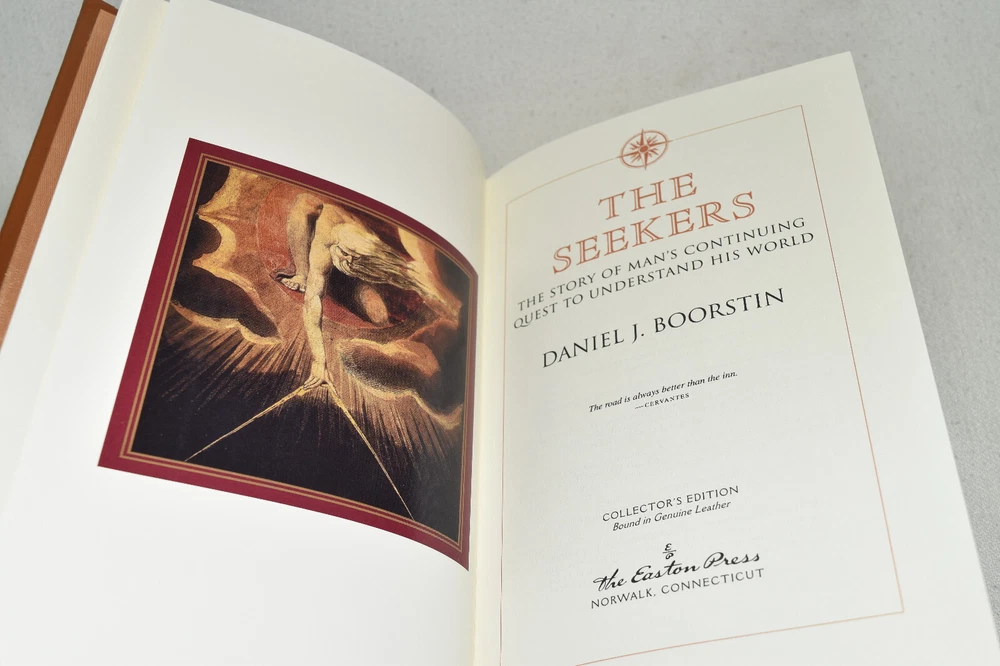 THE
SEEKERS
THE STORY OF MAN'S CONTINUING
QUEST TO UNDERSTAND HIS WORLD
DANIEL J. BOORSTIN
The road is always better than the inn.
—CERVANTES
COLLECTOR'S EDITION
Bound in Genuine Leather
E
P
The Easton Press
NORWALK, CONNECTICUT